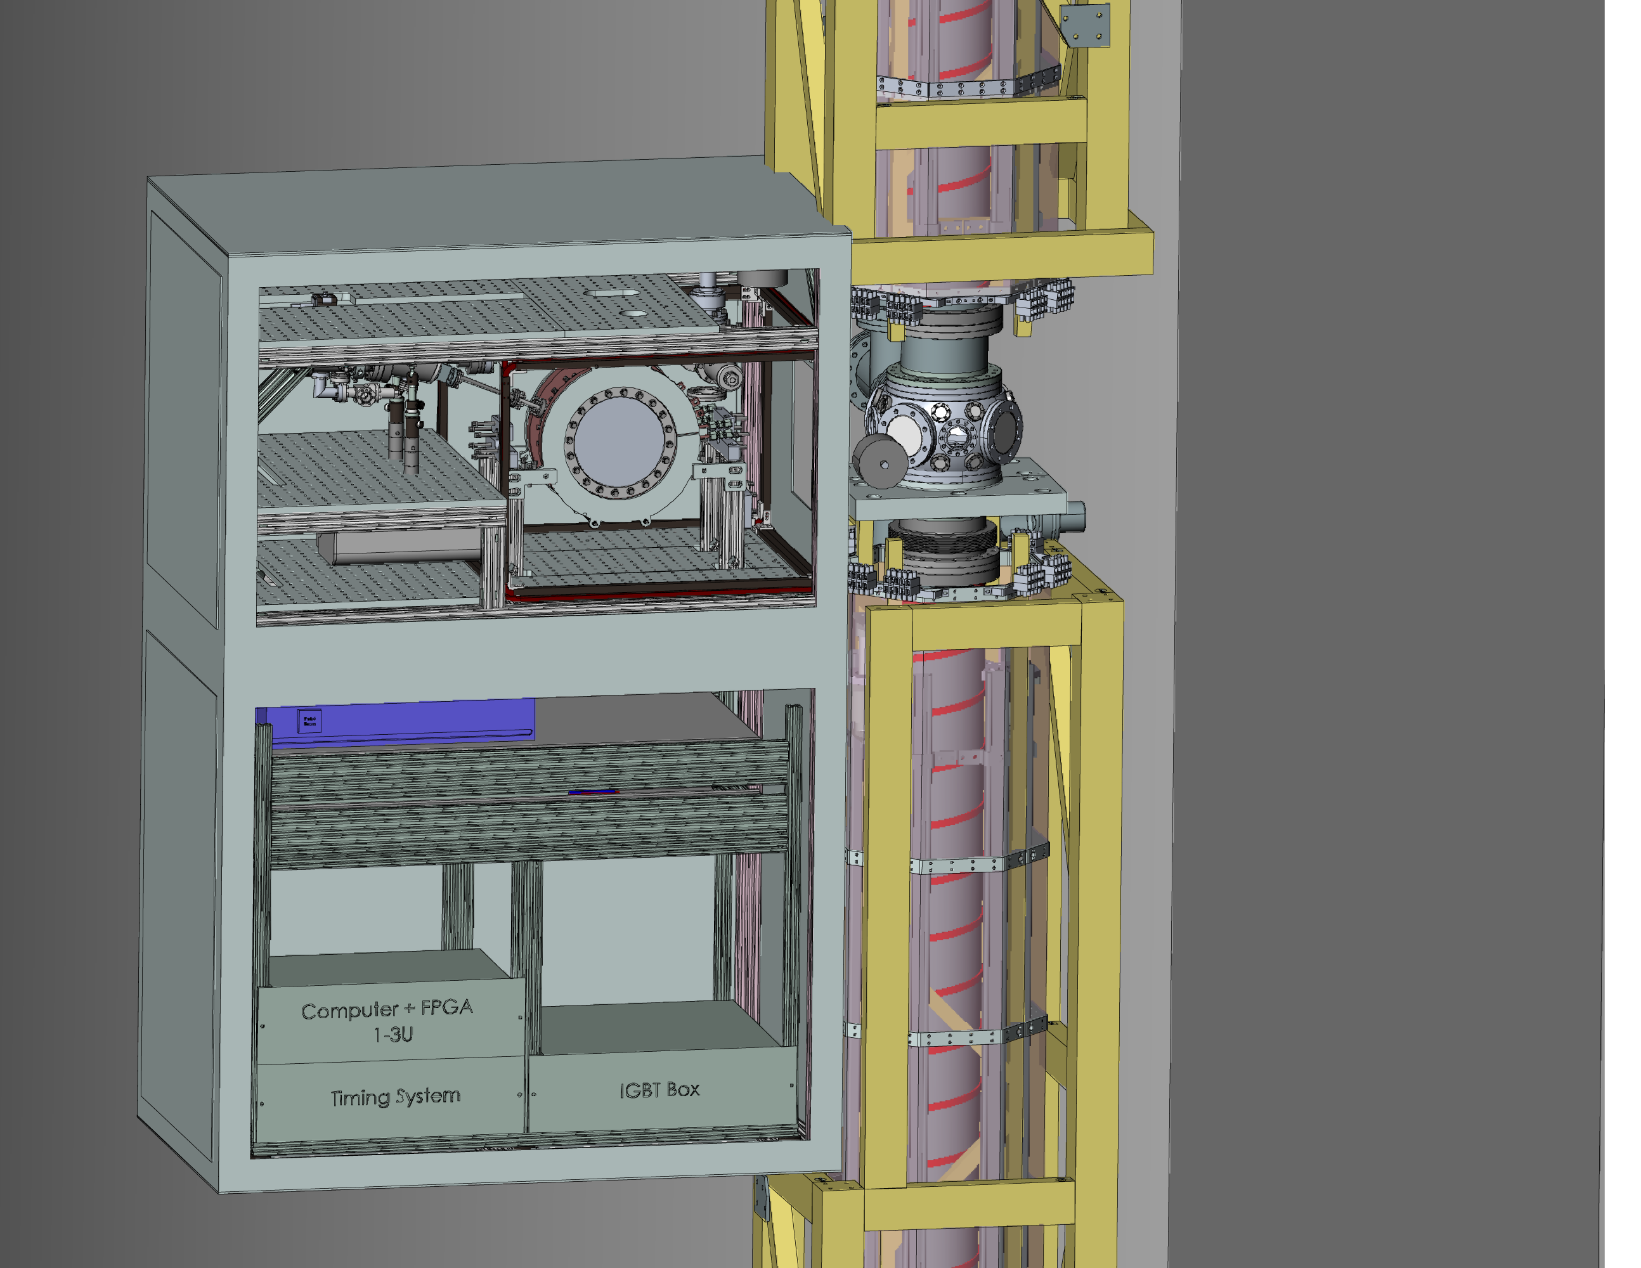 Computer + FPGA
1-3U
Timing System
IGBT Box